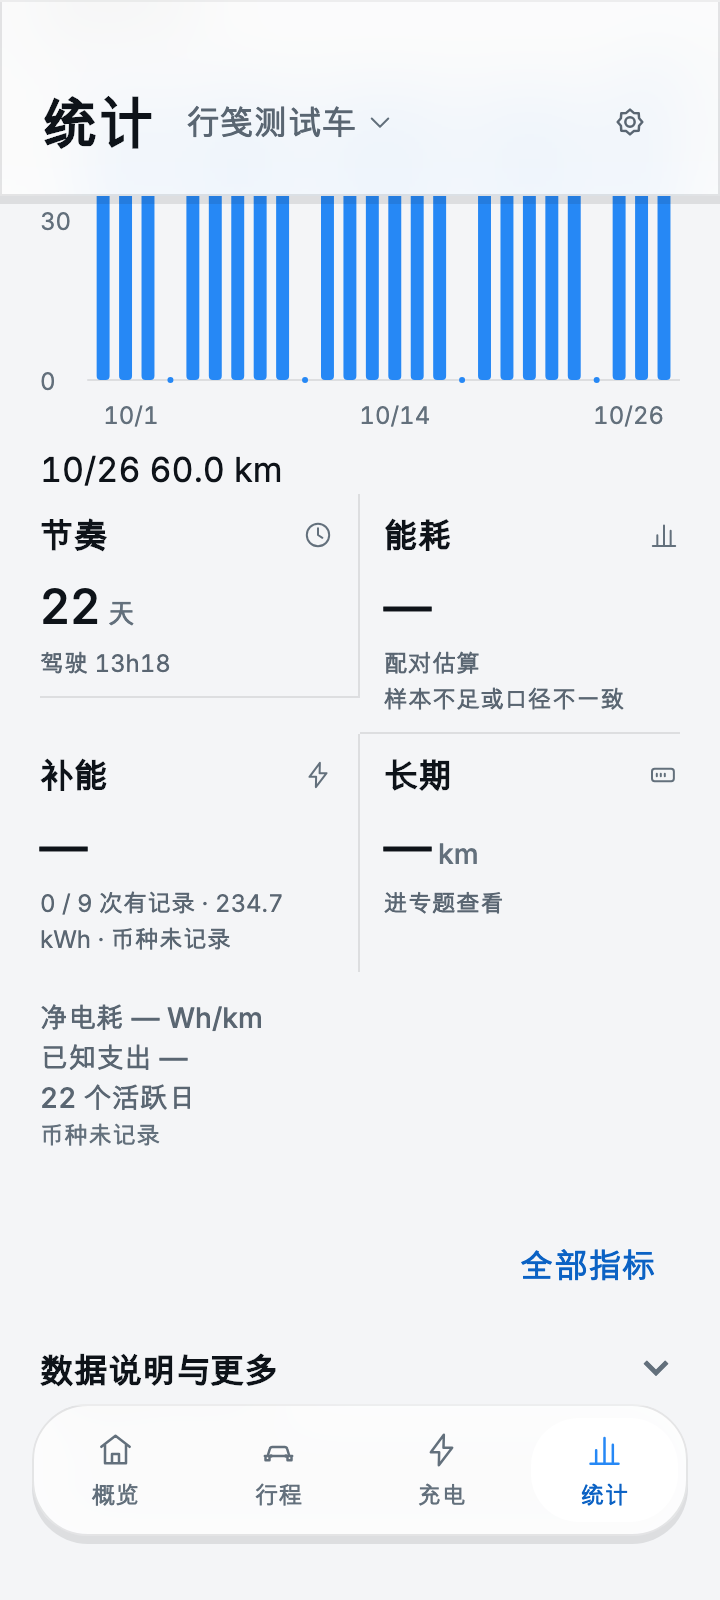 统计 行笺测试车
30
0
10/1 10/14 10/26
10/26 60.0 km
节奏
22 天
驾驶 13h18
能耗
—
配对估算
样本不足或口径不一致
补能
—
0 / 9 次有记录 · 234.7
kWh · 币种未记录
长期
— km
进专题查看
净电耗 — Wh/km
已知支出 —
22 个活跃日
币种未记录
全部指标
数据说明与更多
概览 行程 充电 统计